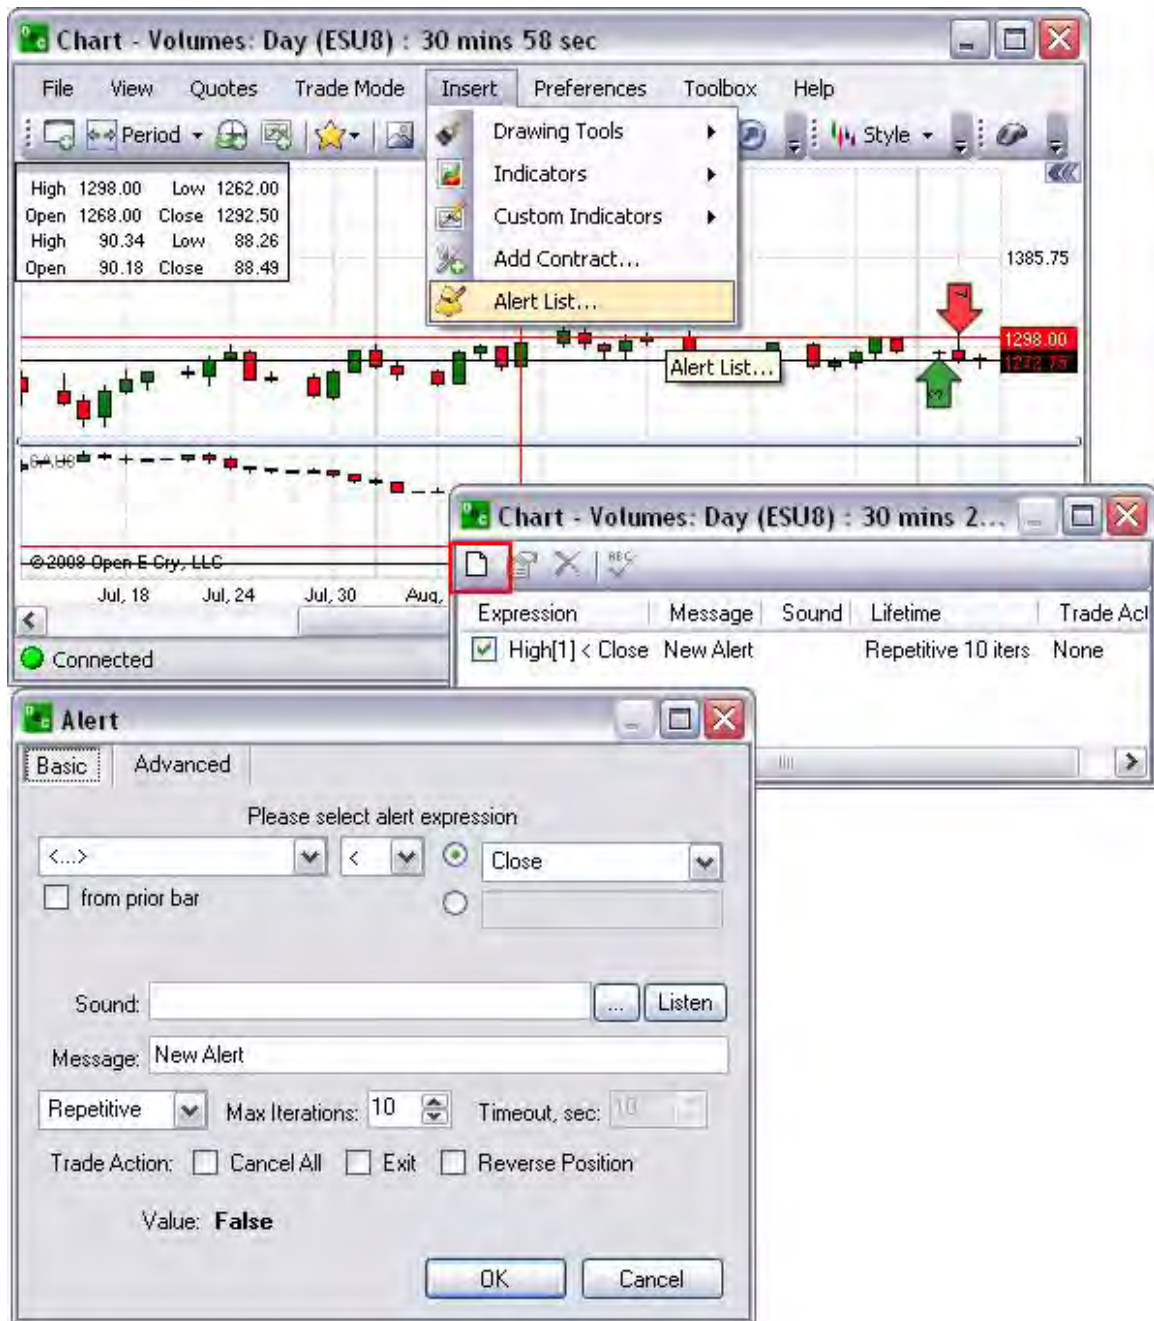 Chart - Volumes: Day (ESU8) : 30 mins 58 sec
File View Quotes Trade Mode Insert Preferences Toolbox Help
Period Style
Drawing Tools
Indicators
Custom Indicators
Add Contract...
Alert List...
High 1298.00 Low 1262.00
Open 1268.00 Close 1292.50
High 90.34 Low 88.26
Open 90.18 Close 88.49
1385.75
1298.00
1272.75
Alert List...
©2008 Open E Cry, LLC
Jul, 18 Jul, 24 Jul, 30 Aug,
Connected
Chart - Volumes: Day (ESU8) : 30 mins 2...
Expression Message Sound Lifetime Trade Act
High[1] < Close New Alert Repetitive 10 iters None
Alert
Basic Advanced
Please select alert expression
<...> < Close
from prior bar
Sound: ... Listen
Message: New Alert
Repetitive Max Iterations: 10 Timeout, sec: 10
Trade Action: Cancel All Exit Reverse Position
Value: False
OK Cancel